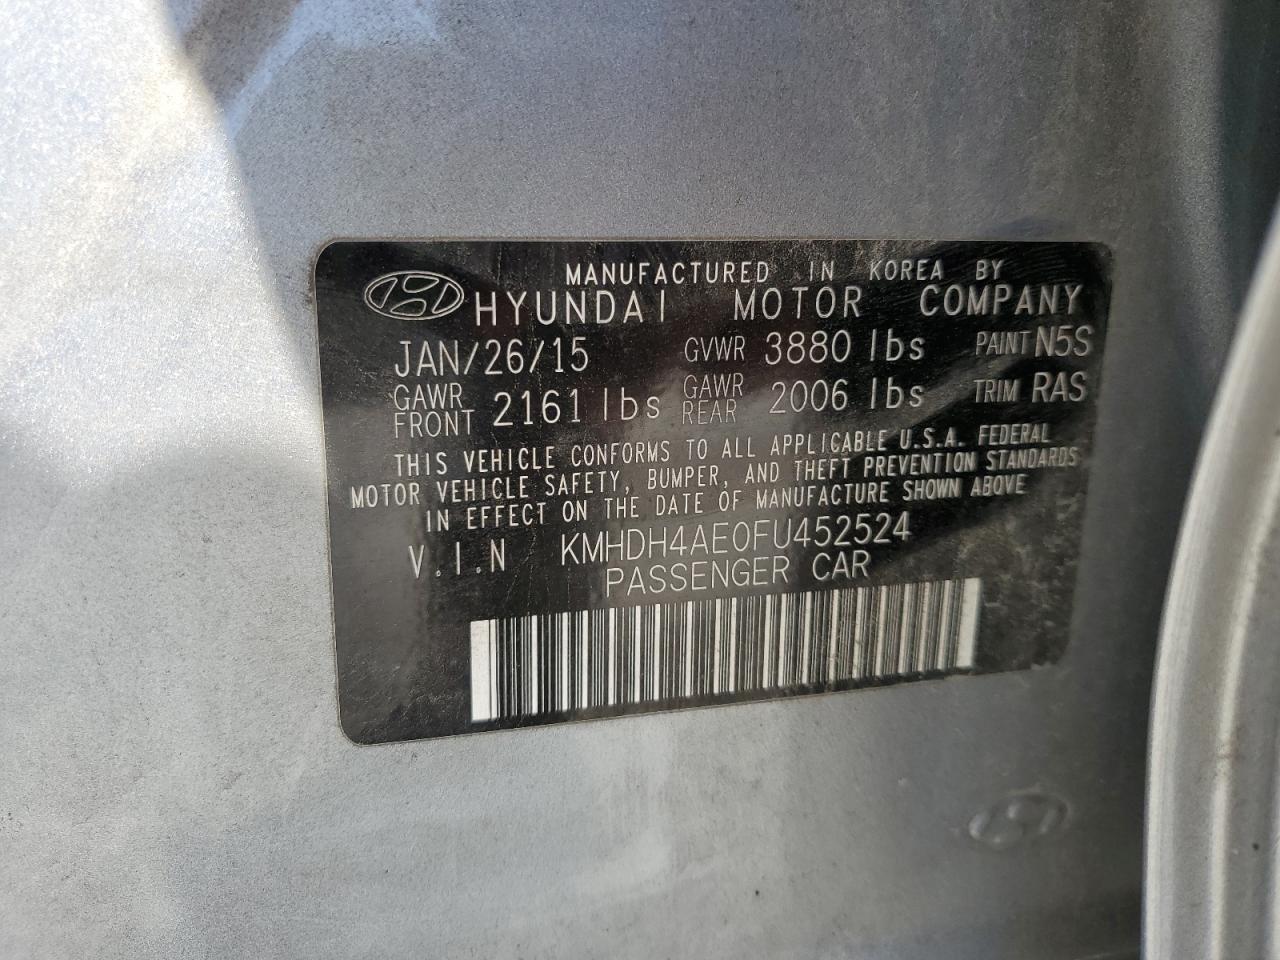 MANUFACTURED IN KOREA BY
HYUNDAI MOTOR COMPANY
JAN/26/15 GVWR 3880 lbs PAINT N5S
GAWR FRONT 2161 lbs GAWR REAR 2006 lbs TRIM RAS
THIS VEHICLE CONFORMS TO ALL APPLICABLE U.S.A. FEDERAL
MOTOR VEHICLE SAFETY, BUMPER, AND THEFT PREVENTION STANDARDS
IN EFFECT ON THE DATE OF MANUFACTURE SHOWN ABOVE
V.I.N KMHDH4AE0FU452524
PASSENGER CAR